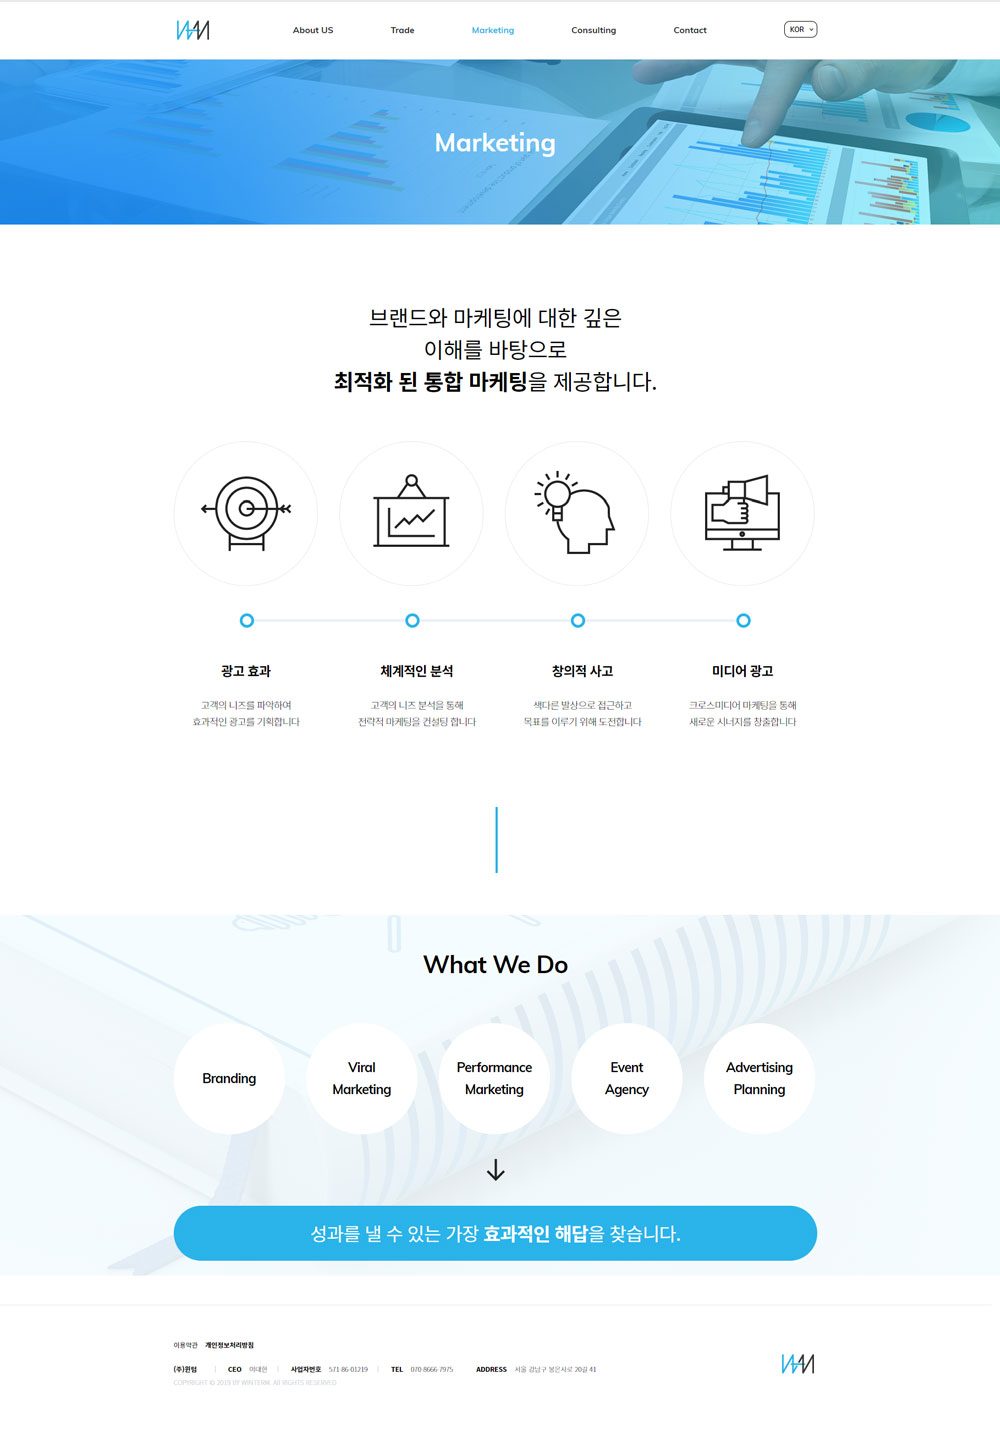 About US Trade Marketing Consulting Contact KOR
Marketing
브랜드와 마케팅에 대한 깊은
이해를 바탕으로
최적화 된 통합 마케팅을 제공합니다.
광고 효과
고객의 니즈를 파악하여
효과적인 광고를 기획합니다
체계적인 분석
고객의 니즈 분석을 통해
전략적 마케팅을 컨설팅 합니다
창의적 사고
색다른 발상으로 접근하고
목표를 이루기 위해 도전합니다
미디어 광고
크로스미디어 마케팅을 통해
새로운 시너지를 창출합니다
What We Do
Branding
Viral
Marketing
Performance
Marketing
Event
Agency
Advertising
Planning
성과를 낼 수 있는 가장 효과적인 해답을 찾습니다.
이용약관 개인정보처리방침
(주)윈텀 CEO 이대헌 사업자번호 571-86-01219 TEL 070-8666-7975 ADDRESS 서울 강남구 봉은사로 20길 41
COPYRIGHT © 2019 BY WINTERM. All RIGHTS RESERVED